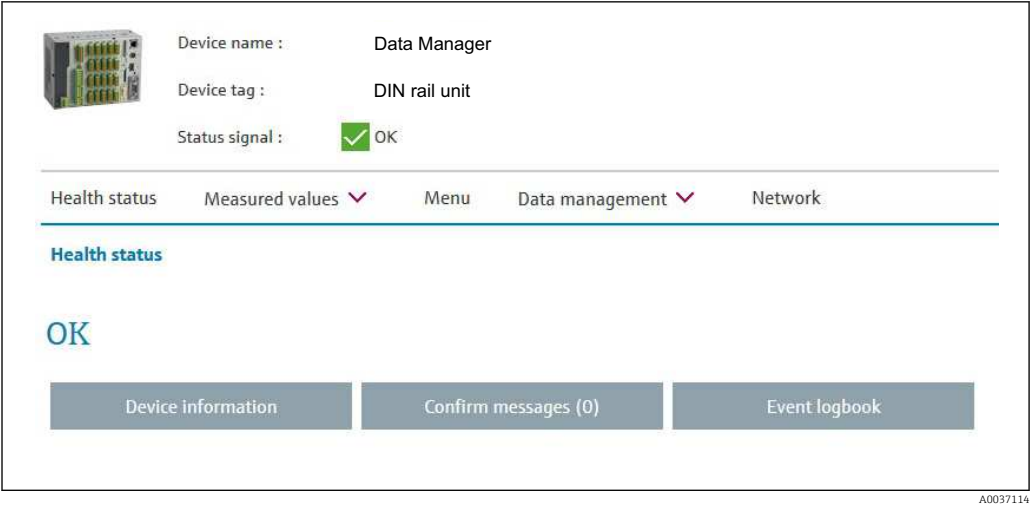 Device name : Data Manager
Device tag : DIN rail unit
Status signal : OK
Health status Measured values Menu Data management Network
Health status
OK
Device information Confirm messages (0) Event logbook
A0037114